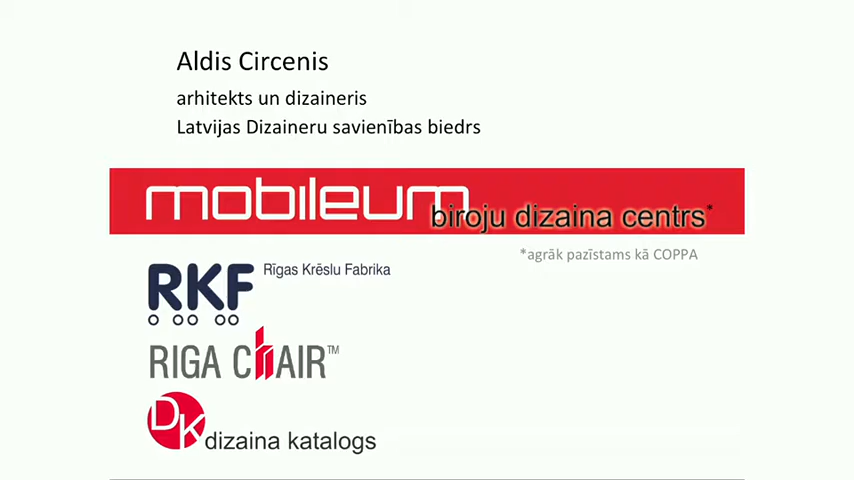 Aldis Circenis
arhitekts un dizaineris
Latvijas Dizaineru savienības biedrs
mobileum
biroju dizaina centrs*
*agrāk pazīstams kā COPPA
RKF Rīgas Krēslu Fabrika
RIGA CHAIR™
DK dizaina katalogs